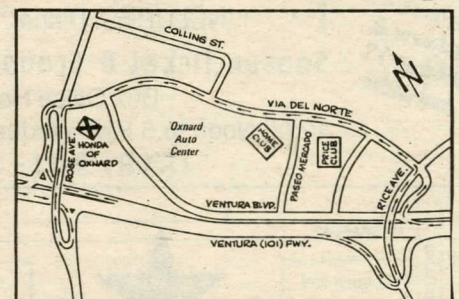 COLLINS ST.
N
VIA DEL NORTE
Oxnard
Auto
Center
HOME
CLUB
PRICE
CLUB
HONDA
OF
OXNARD
ROSE AVE.
PASEO MERCADO
RICE AVE.
VENTURA BLVD.
VENTURA (101) FWY.